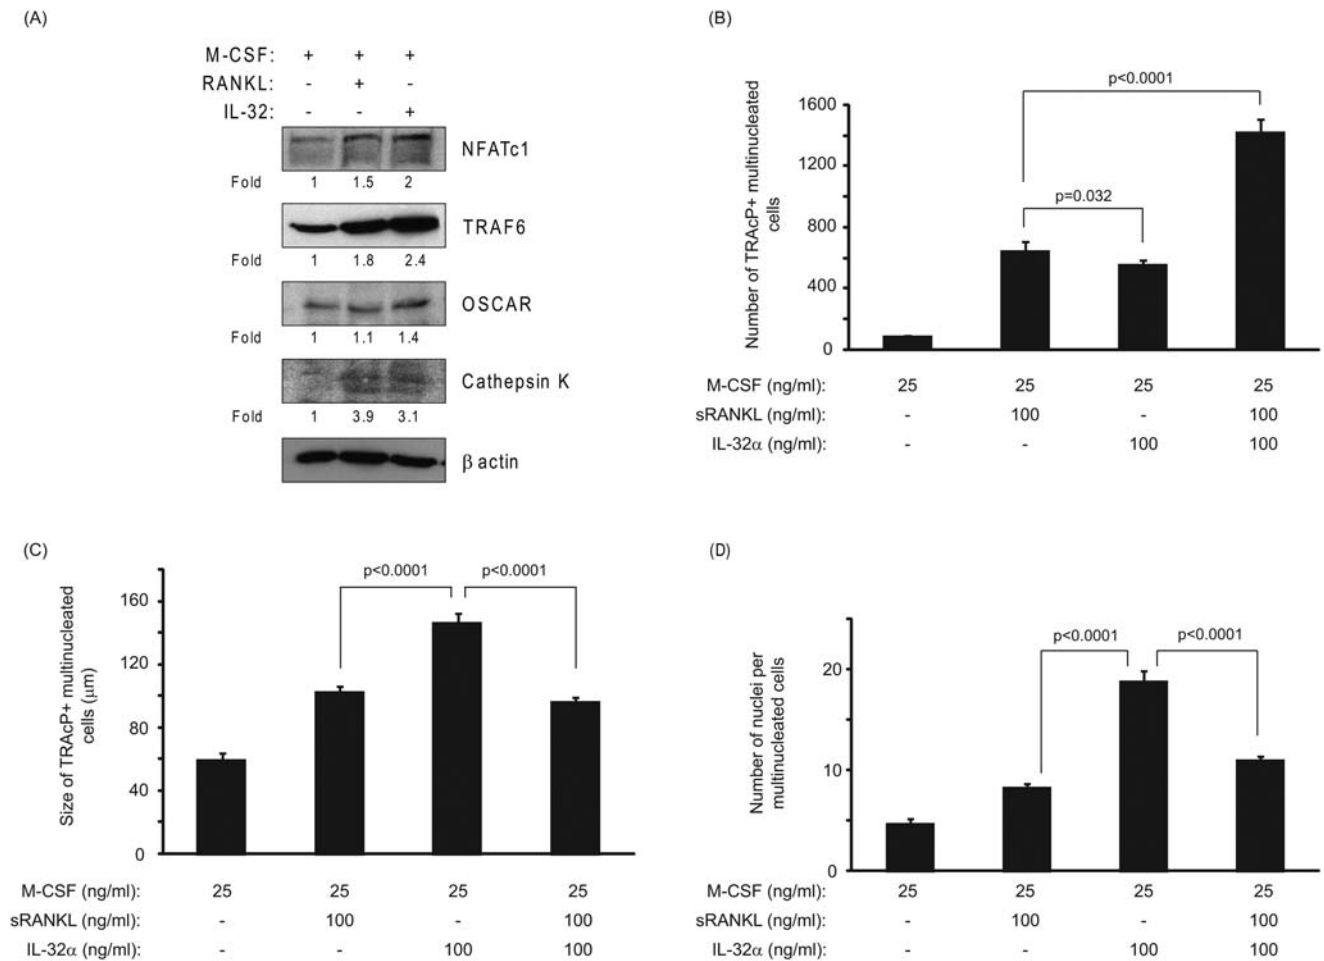 (A)
M-CSF: + + +
RANKL: - + -
IL-32: - - +
NFATc1
Fold 1 1.5 2
TRAF6
Fold 1 1.8 2.4
OSCAR
Fold 1 1.1 1.4
Cathepsin K
Fold 1 3.9 3.1
β actin
(B)
p<0.0001
p=0.032
Number of TRAcP+ multinucleated
cells
1600
1200
800
400
0
M-CSF (ng/ml): 25 25 25 25
sRANKL (ng/ml): - 100 - 100
IL-32α (ng/ml): - - 100 100
(C)
p<0.0001 p<0.0001
Size of TRAcP+ multinucleated
cells (μm)
160
120
80
40
0
M-CSF (ng/ml): 25 25 25 25
sRANKL (ng/ml): - 100 - 100
IL-32α (ng/ml): - - 100 100
(D)
p<0.0001 p<0.0001
Number of nuclei per
multinucleated cells
20
10
0
M-CSF (ng/ml): 25 25 25 25
sRANKL (ng/ml): - 100 - 100
IL-32α (ng/ml): - - 100 100